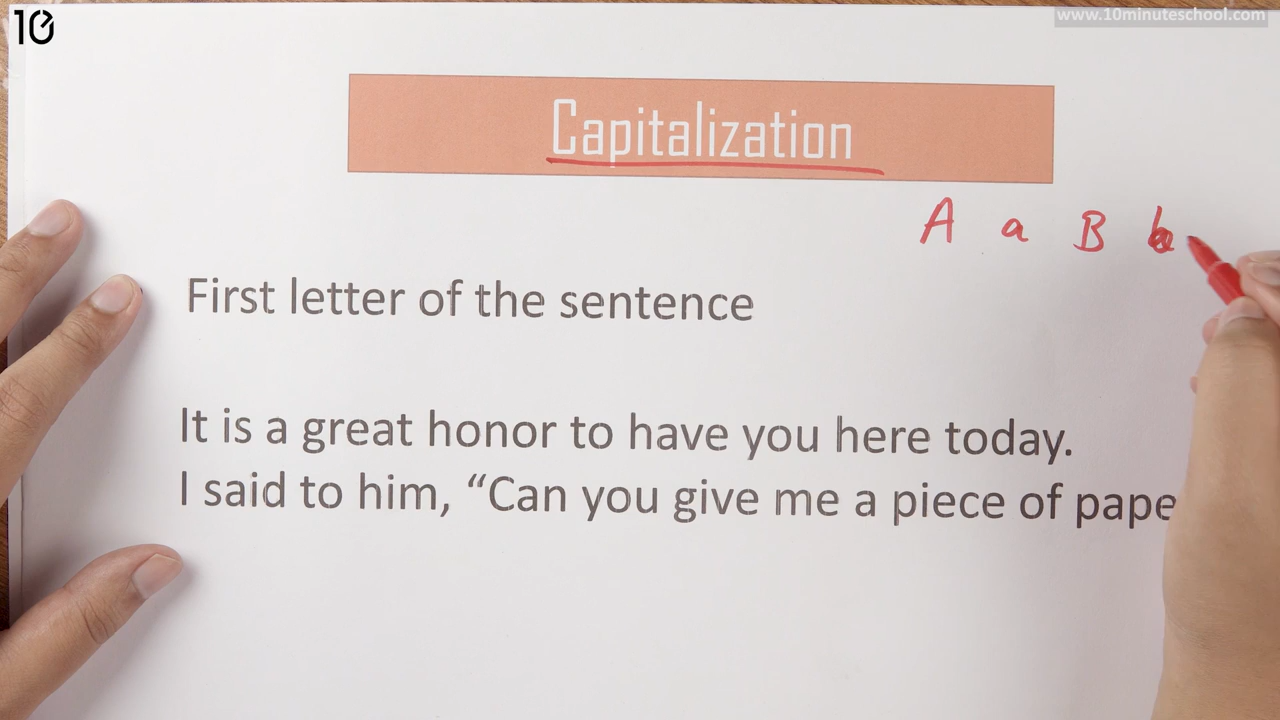 10
www.10minuteschool.com
Capitalization
A a B b
First letter of the sentence
It is a great honor to have you here today.
I said to him, “Can you give me a piece of pape